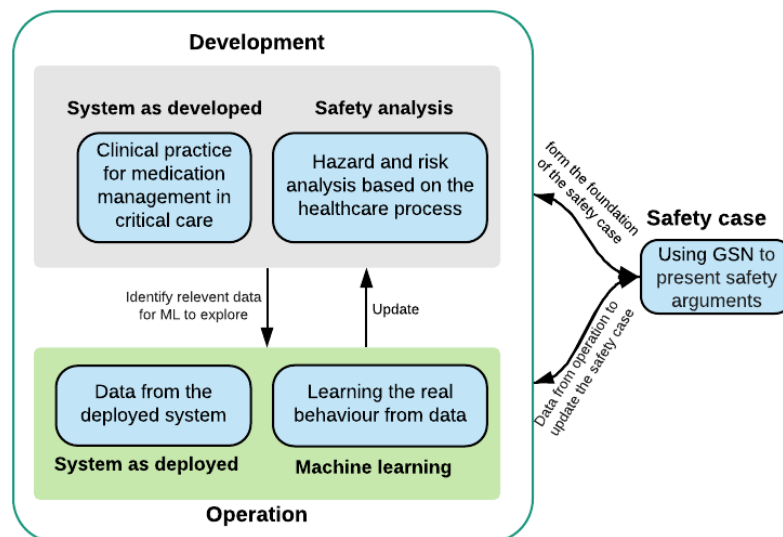 Development
System as developed
Clinical practice
for medication
management in
critical care
Safety analysis
Hazard and risk
analysis based on the
healthcare process
Identify relevent data
for ML to explore
Update
Data from the
deployed system
System as deployed
Learning the real
behaviour from data
Machine learning
Operation
form the foundation
of the safety case
Safety case
Using GSN to
present safety
arguments
Data from operation to
update the safety case